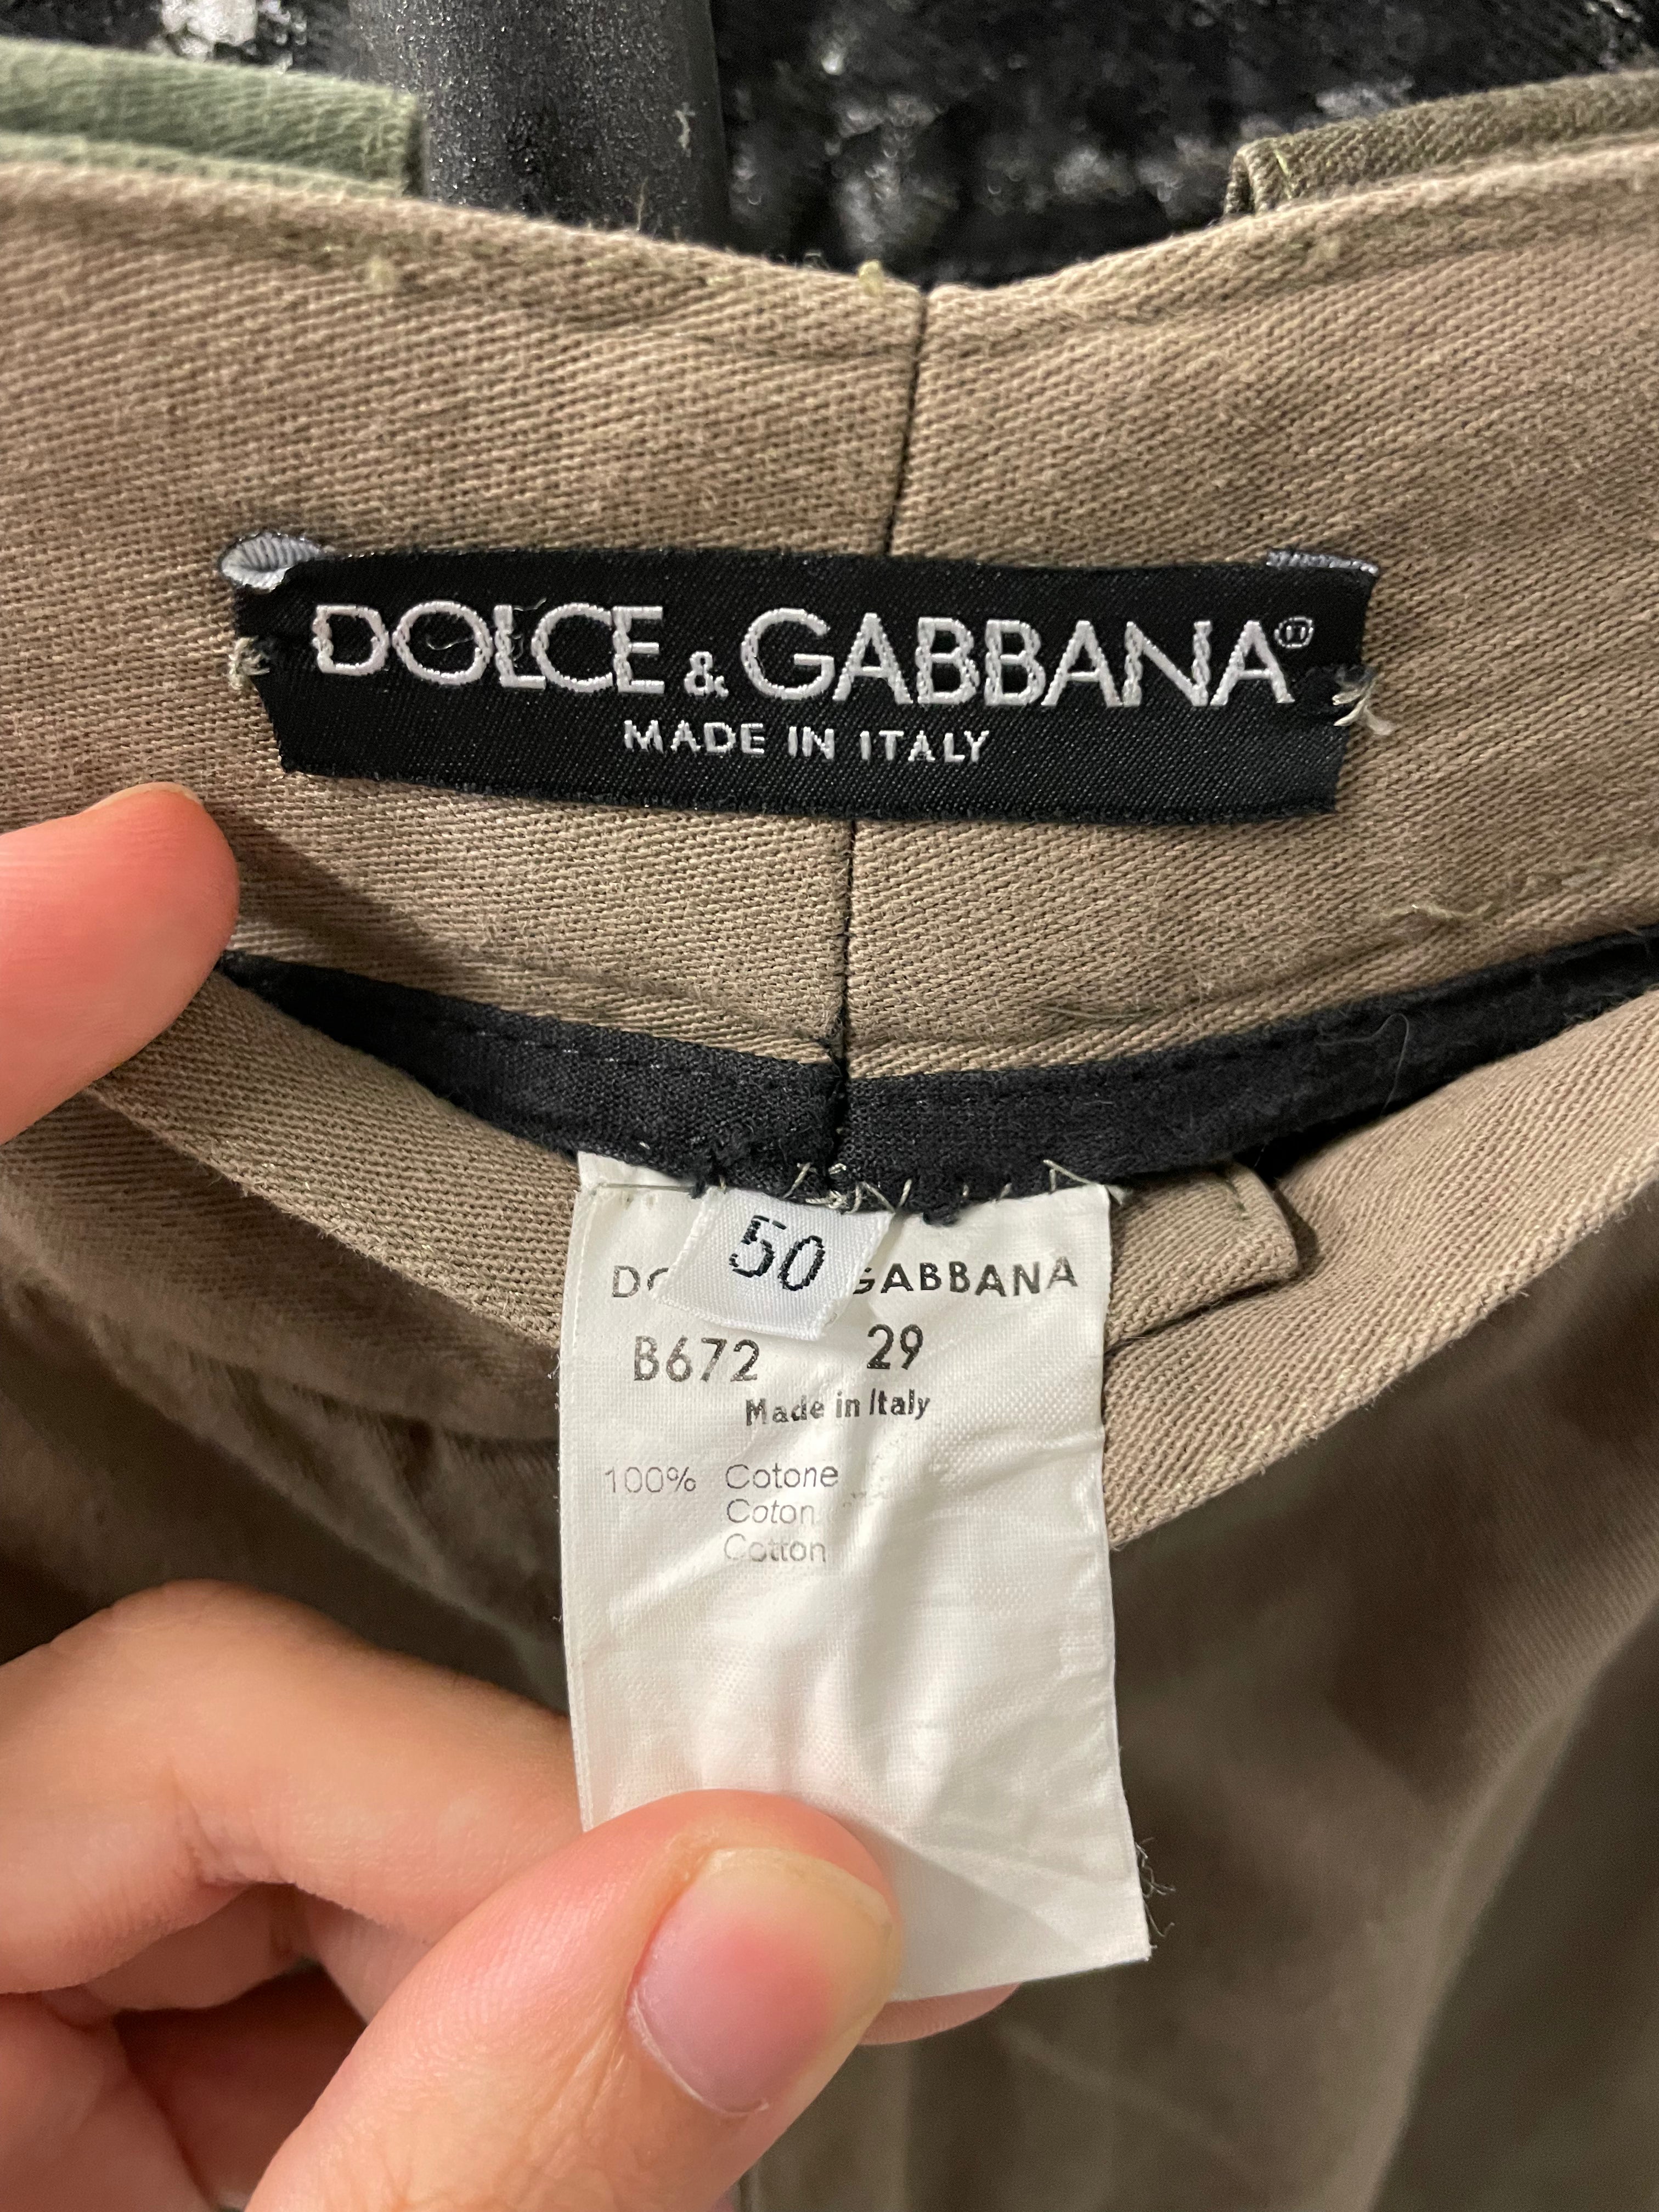 DOLCE & GABBANA®
MADE IN ITALY
50
GABBANA
B672 29
Made in Italy
100% Cotone
Coton
Cotton